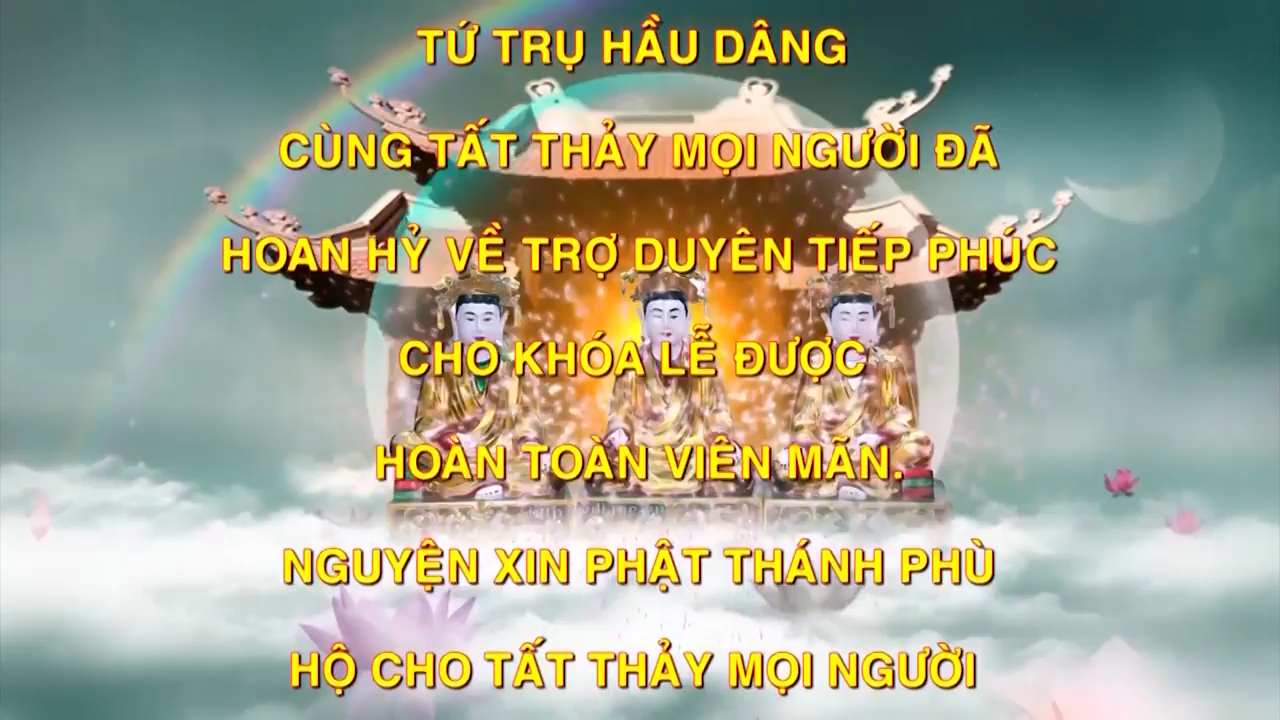 TỨ TRỤ HẦU DÂNG
CÙNG TẤT THẢY MỌI NGƯỜI ĐÃ
HOAN HỶ VỀ TRỢ DUYÊN TIẾP PHÚC
CHO KHÓA LỄ ĐƯỢC
HOÀN TOÀN VIÊN MÃN.
NGUYỆN XIN PHẬT THÁNH PHÙ
HỘ CHO TẤT THẢY MỌI NGƯỜI